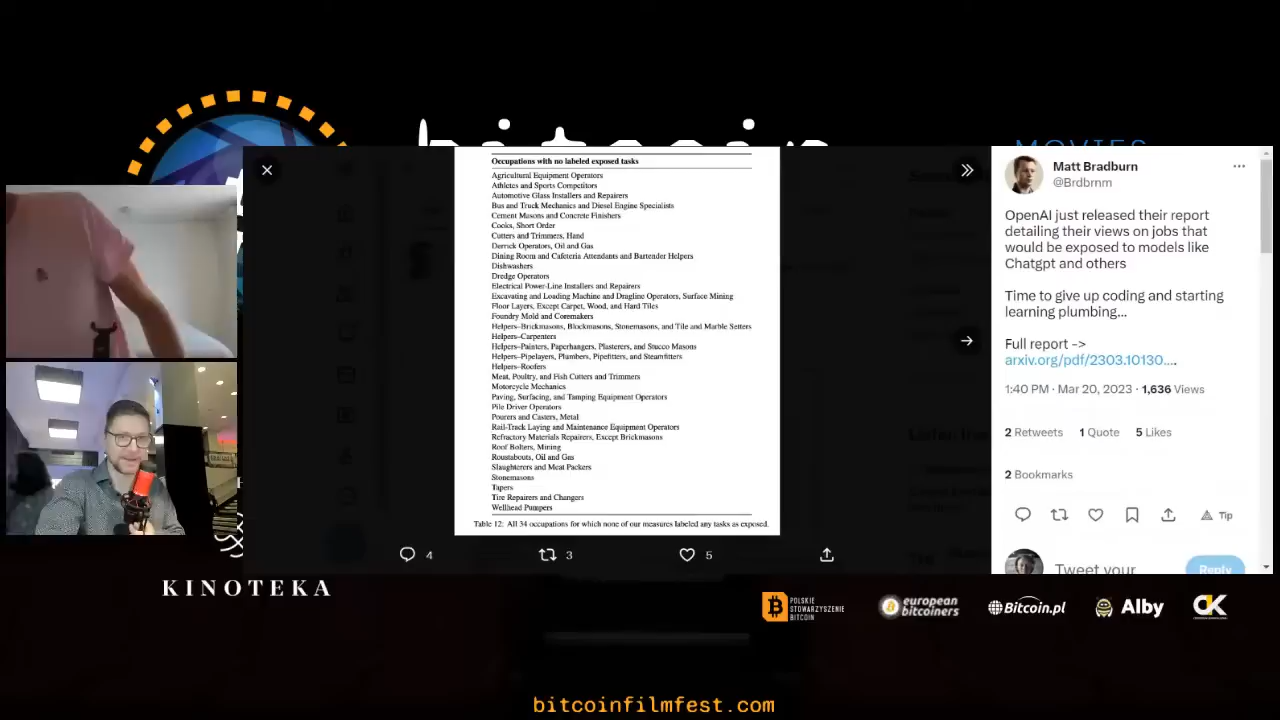 bitcoin
MOVIES
Occupations with no labeled exposed tasks
Agricultural Equipment Operators
Athletes and Sports Competitors
Automotive Glass Installers and Repairers
Bus and Truck Mechanics and Diesel Engine Specialists
Cement Masons and Concrete Finishers
Cooks, Short Order
Cutters and Trimmers, Hand
Derrick Operators, Oil and Gas
Dining Room and Cafeteria Attendants and Bartender Helpers
Dishwashers
Dredge Operators
Electrical Power-Line Installers and Repairers
Excavating and Loading Machine and Dragline Operators, Surface Mining
Floor Layers, Except Carpet, Wood, and Hard Tiles
Foundry Mold and Coremakers
Helpers–Brickmasons, Blockmasons, Stonemasons, and Tile and Marble Setters
Helpers–Carpenters
Helpers–Painters, Paperhangers, Plasterers, and Stucco Masons
Helpers–Pipelayers, Plumbers, Pipefitters, and Steamfitters
Helpers–Roofers
Meat, Poultry, and Fish Cutters and Trimmers
Motorcycle Mechanics
Paving, Surfacing, and Tamping Equipment Operators
Pile Driver Operators
Pourers and Casters, Metal
Rail-Track Laying and Maintenance Equipment Operators
Refractory Materials Repairers, Except Brickmasons
Roof Bolters, Mining
Roustabouts, Oil and Gas
Slaughterers and Meat Packers
Stonemasons
Tapers
Tire Repairers and Changers
Wellhead Pumpers
Table 12: All 34 occupations for which none of our measures labeled any tasks as exposed.
4
3
5
Matt Bradburn
@Brdbrnm
OpenAI just released their report
detailing their views on jobs that
would be exposed to models like
Chatgpt and others
Time to give up coding and starting
learning plumbing...
Full report ->
arxiv.org/pdf/2303.10130...
1:40 PM · Mar 20, 2023 · 1,636 Views
2 Retweets 1 Quote 5 Likes
2 Bookmarks
Tip
Tweet your
Reply
KINOTEKA
POLSKIE
STOWARZYSZENIE
BITCOIN
european
bitcoiners
Bitcoin.pl
Alby
bitcoinfilmfest.com